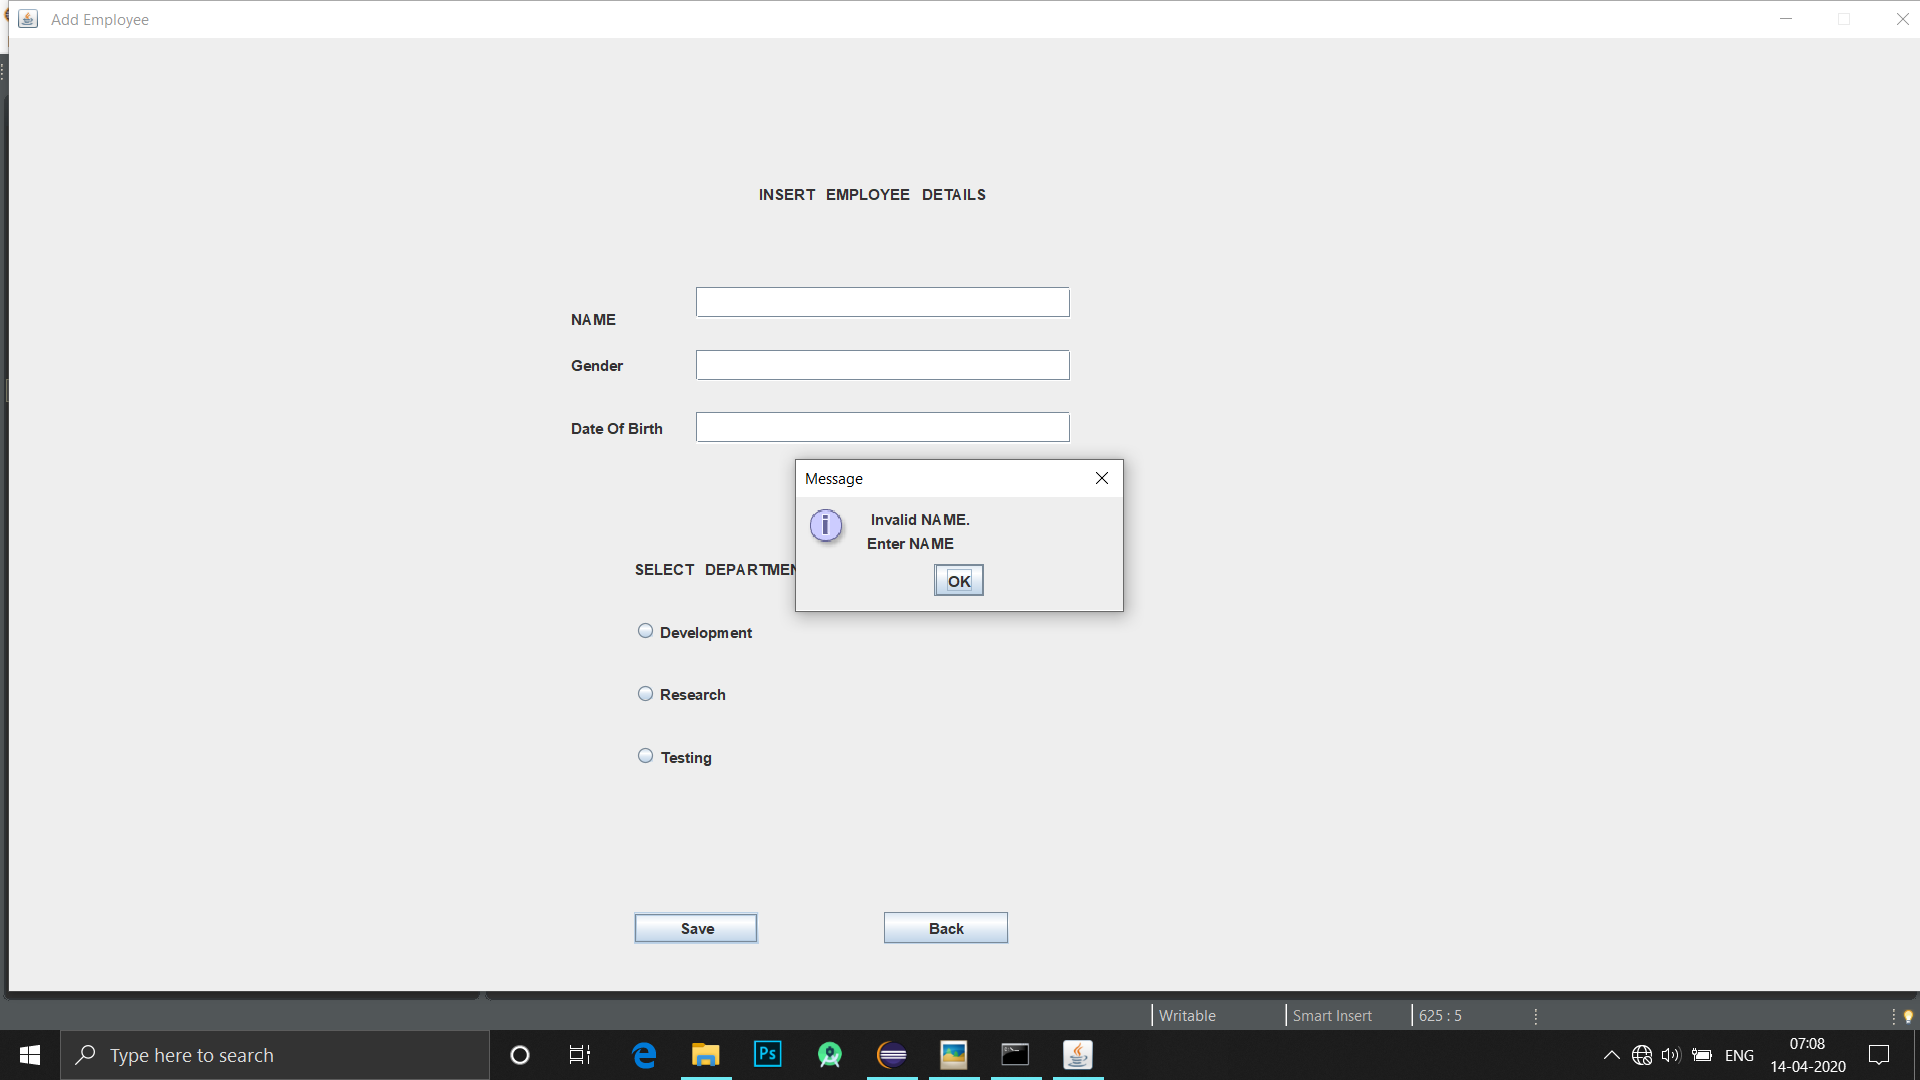 Add Employee
INSERT EMPLOYEE DETAILS
NAME
Gender
Date Of Birth
Message
Invalid NAME.
Enter NAME
OK
SELECT DEPARTMEN
Development
Research
Testing
Save
Back
Writable
Smart Insert
625 : 5
Type here to search
Ps
ENG
07:08
14-04-2020